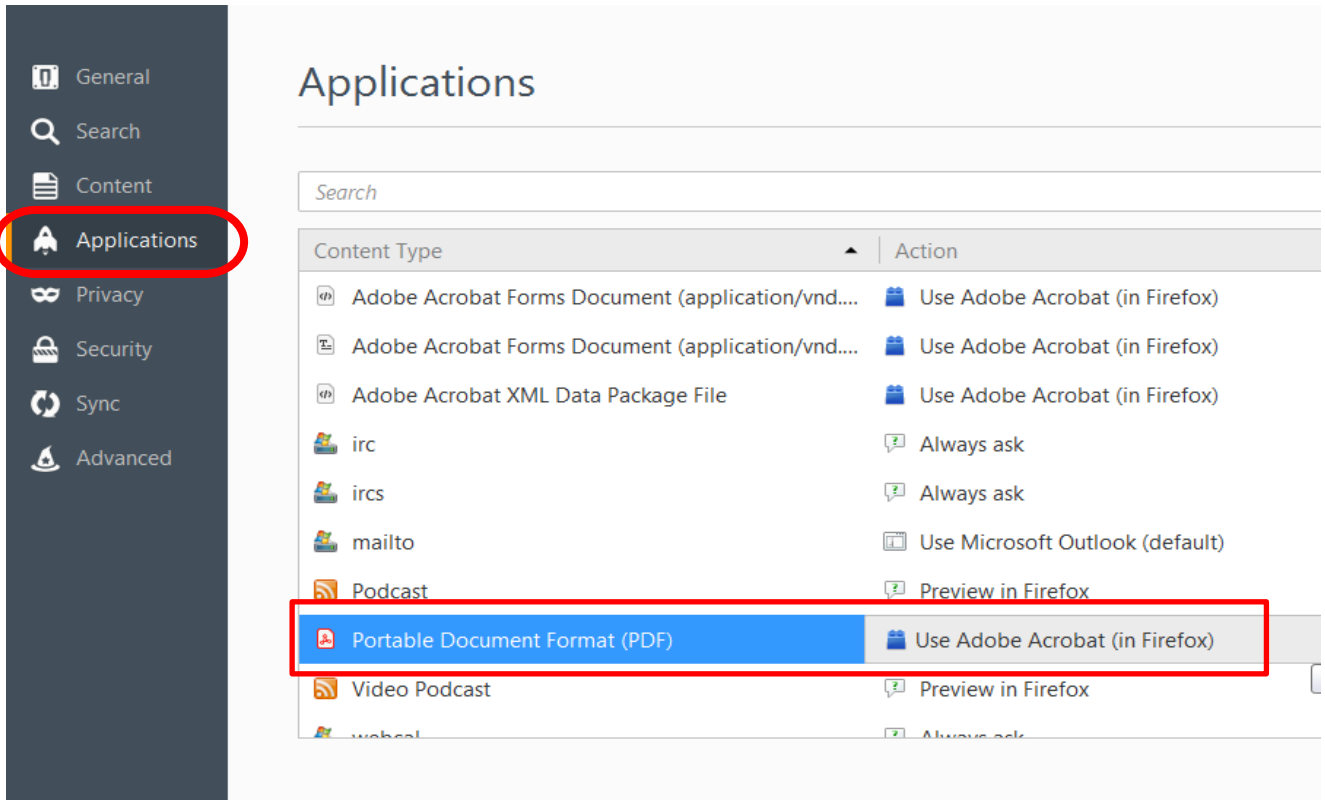 General
Search
Content
Applications
Privacy
Security
Sync
Advanced
Applications
Search
Content Type Action
Adobe Acrobat Forms Document (application/vnd.... Use Adobe Acrobat (in Firefox)
Adobe Acrobat Forms Document (application/vnd.... Use Adobe Acrobat (in Firefox)
Adobe Acrobat XML Data Package File Use Adobe Acrobat (in Firefox)
irc Always ask
ircs Always ask
mailto Use Microsoft Outlook (default)
Podcast Preview in Firefox
Portable Document Format (PDF) Use Adobe Acrobat (in Firefox)
Video Podcast Preview in Firefox
webcal Always ask